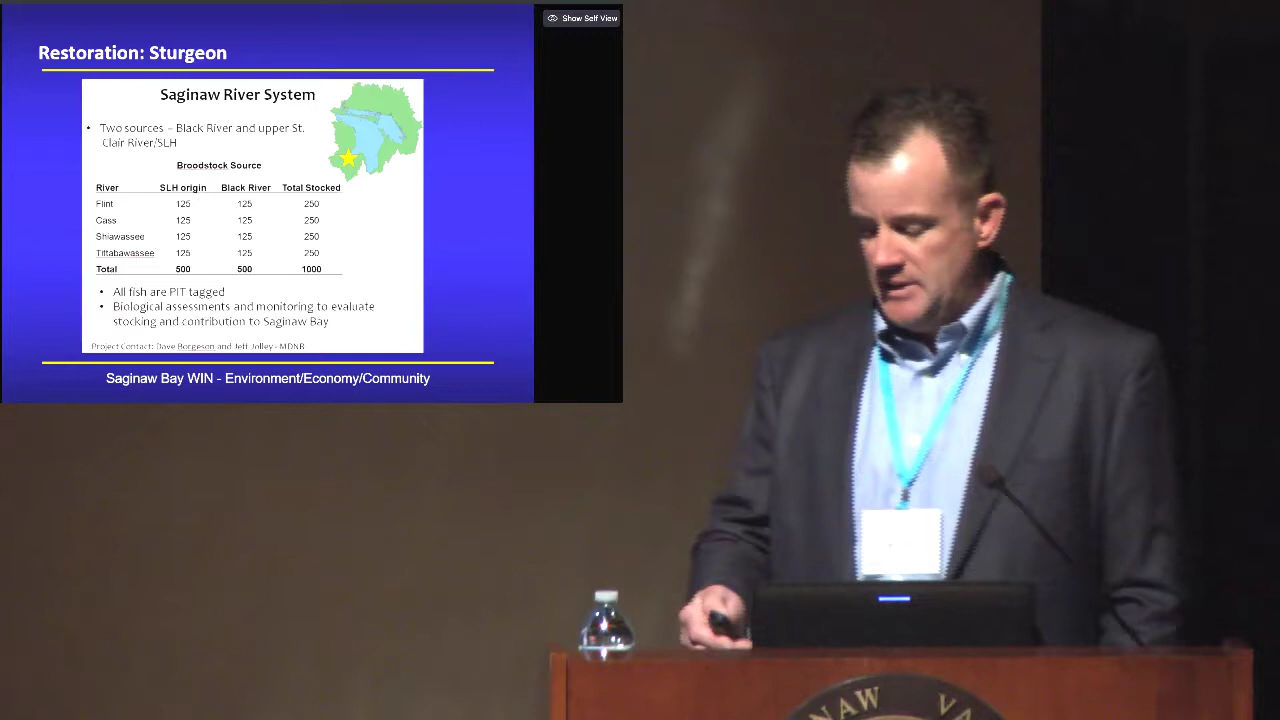 Show Self View
Restoration: Sturgeon
Saginaw River System
• Two sources – Black River and upper St.
Clair River/SLH
Broodstock Source
River SLH origin Black River Total Stocked
Flint 125 125 250
Cass 125 125 250
Shiawassee 125 125 250
Tittabawassee 125 125 250
Total 500 500 1000
• All fish are PIT tagged
• Biological assessments and monitoring to evaluate
stocking and contribution to Saginaw Bay
Project Contact: Dave Borgeson and Jeff Jolley - MDNR
Saginaw Bay WIN - Environment/Economy/Community